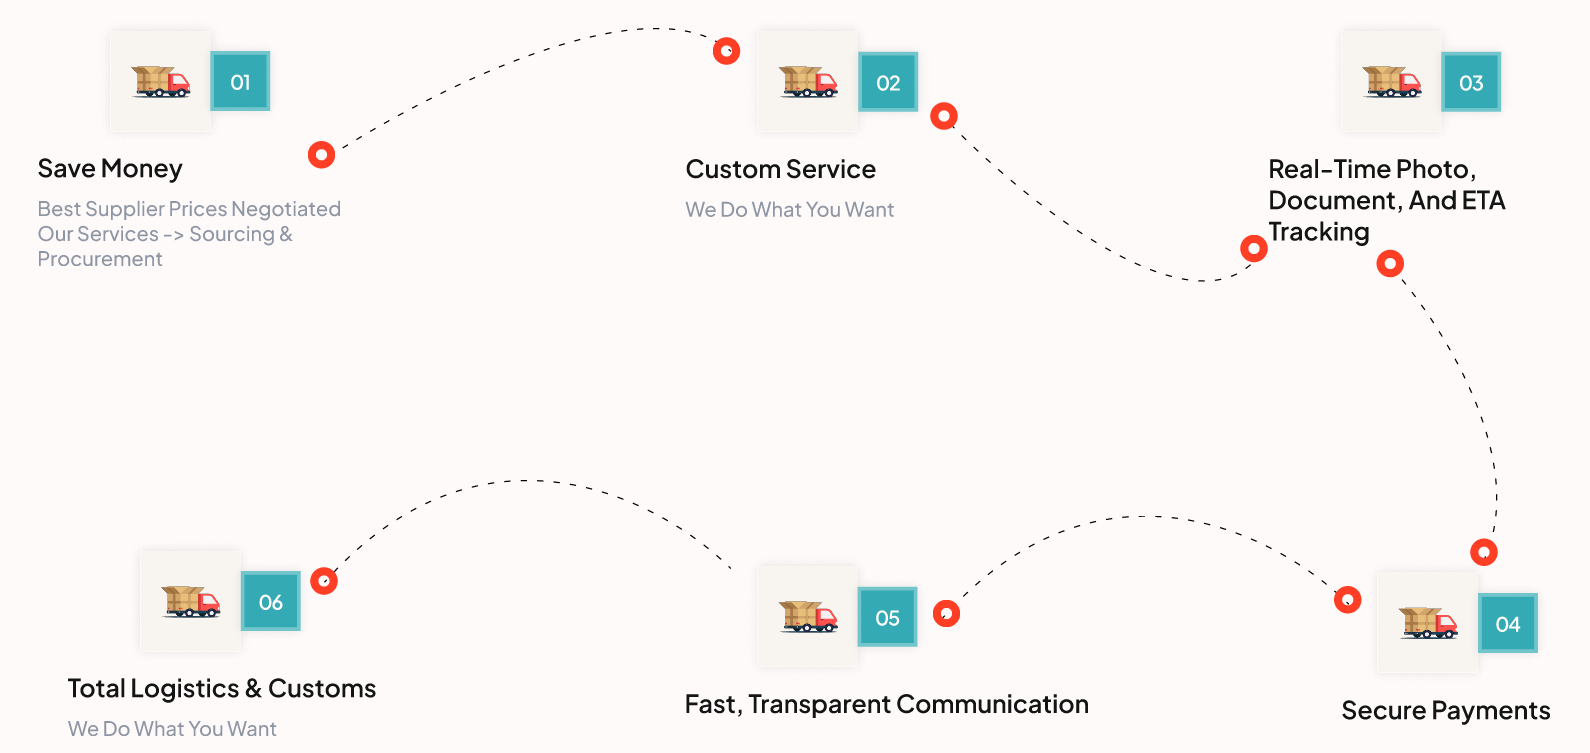 01
Save Money
Best Supplier Prices Negotiated
Our Services -> Sourcing &
Procurement
02
Custom Service
We Do What You Want
03
Real-Time Photo,
Document, And ETA
Tracking
04
Secure Payments
05
Fast, Transparent Communication
06
Total Logistics & Customs
We Do What You Want